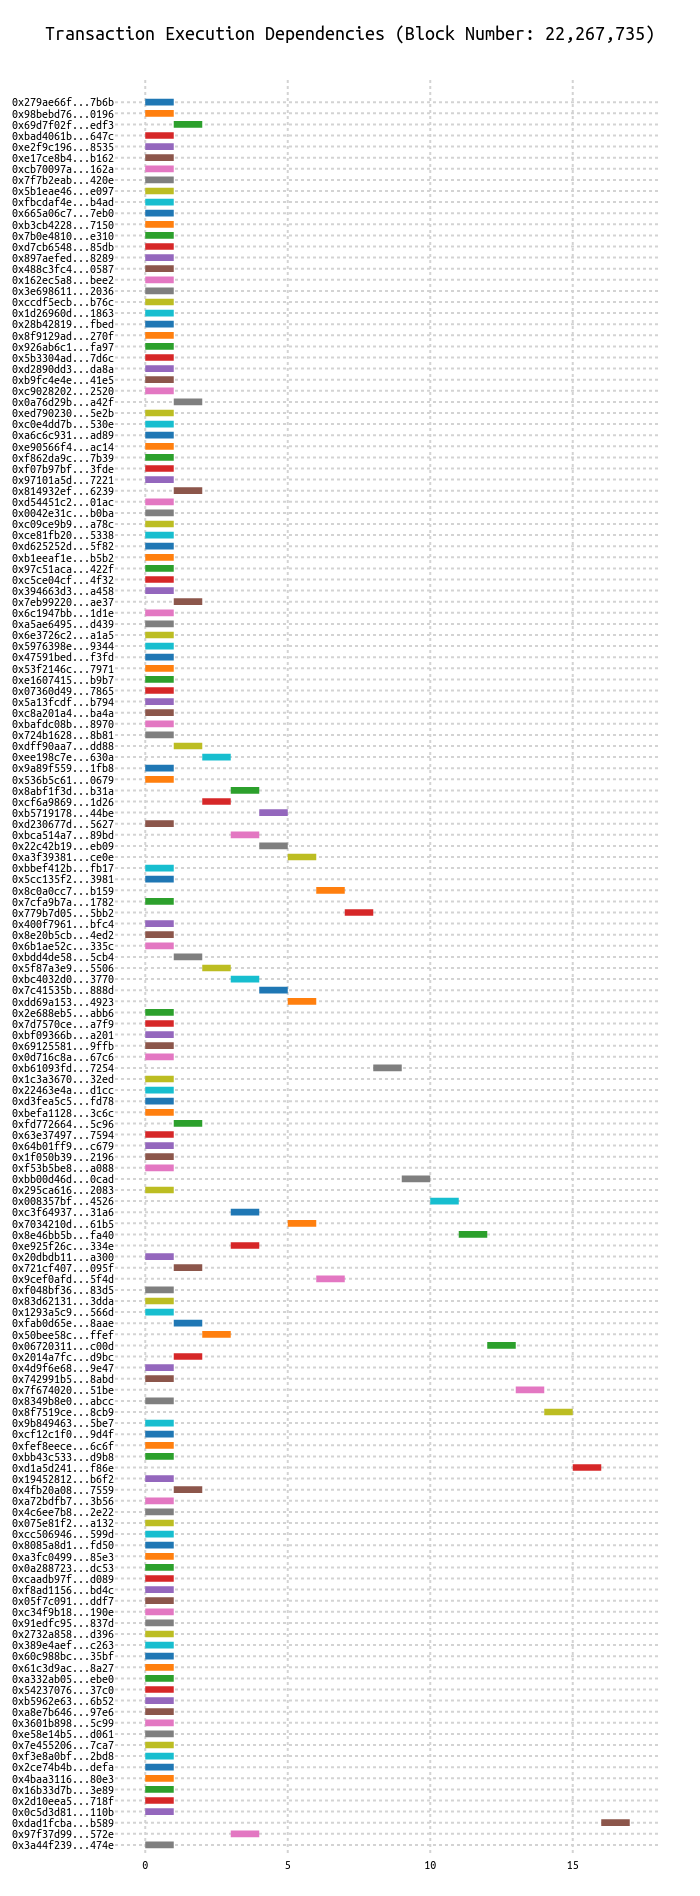 Transaction Execution Dependencies (Block Number: 22,267,735)
0x279ae66f...7b6b
0x98bebd76...0196
0x69d7f02f...edf3
0xbad4061b...647c
0xe2f9c196...8535
0xe17ce8b4...b162
0xcb70097a...162a
0x7f7b2eab...420e
0x5b1eae46...e097
0xfbcdaf4e...b4ad
0x665a06c7...7eb0
0xb3cb4228...7150
0x7b0e4810...e310
0xd7cb6548...85db
0x897aefed...8289
0x488c3fc4...0587
0x162ec5a8...bee2
0x3e698611...2036
0xccdf5ecb...b76c
0x1d26960d...1863
0x28b42819...fbed
0x8f9129ad...270f
0x926ab6c1...fa97
0x5b3304ad...7d6c
0xd2890dd3...da8a
0xb9fc4e4e...41e5
0xc9028202...2520
0x0a76d29b...a42f
0xed790230...5e2b
0xc0e4dd7b...530e
0xa6c6c931...ad89
0xe90566f4...ac14
0xf862da9c...7b39
0xf07b97bf...3fde
0x97101a5d...7221
0x814932ef...6239
0xd54451c2...01ac
0x0042e31c...b0ba
0xc09ce9b9...a78c
0xce81fb20...5338
0xd625252d...5f82
0xb1eeaf1e...b5b2
0x97c51aca...422f
0xc5ce04cf...4f32
0x394663d3...a458
0x7eb99220...ae37
0x6c1947bb...1d1e
0xa5ae6495...d439
0x6e3726c2...a1a5
0x5976398e...9344
0x47591bed...f3fd
0x53f2146c...7971
0xe1607415...b9b7
0x07360d49...7865
0x5a13fcdf...b794
0xc8a201a4...ba4a
0xbafdc08b...8970
0x724b1628...8b81
0xdff90aa7...dd88
0xee198c7e...630a
0x9a89f559...1fb8
0x536b5c61...0679
0x8abf1f3d...b31a
0xcf6a9869...1d26
0xb5719178...44be
0xd230677d...5627
0xbca514a7...89bd
0x22c42b19...eb09
0xa3f39381...ce0e
0xbbef412b...fb17
0x5cc135f2...3981
0x8c0a0cc7...b159
0x7cfa9b7a...1782
0x779b7d05...5bb2
0x400f7961...bfc4
0x8e20b5cb...4ed2
0x6b1ae52c...335c
0xbdd4de58...5cb4
0x5f87a3e9...5506
0xbc4032d0...3770
0x7c41535b...888d
0xdd69a153...4923
0x2e688eb5...abb6
0x7d7570ce...a7f9
0xbf09366b...a201
0x69125581...9ffb
0x0d716c8a...67c6
0xb61093fd...7254
0x1c3a3670...32ed
0x22463e4a...d1cc
0xd3fea5c5...fd78
0xbefa1128...3c6c
0xfd772664...5c96
0x63e37497...7594
0x64b01ff9...c679
0x1f050b39...2196
0xf53b5be8...a088
0xbb00d46d...0cad
0x295ca616...2083
0x008357bf...4526
0xc3f64937...31a6
0x7034210d...61b5
0x8e46bb5b...fa40
0xe925f26c...334e
0x20dbdb11...a300
0x721cf407...095f
0x9cef0afd...5f4d
0xf048bf36...83d5
0x83d62131...3dda
0x1293a5c9...566d
0xfab0d65e...8aae
0x50bee58c...ffef
0x06720311...c00d
0x2014a7fc...d9bc
0x4d9f6e68...9e47
0x742991b5...8abd
0x7f674020...51be
0x8349b8e0...abcc
0x8f7519ce...8cb9
0x9b849463...5be7
0xcf12c1f0...9d4f
0xfef8eece...6c6f
0xbb43c533...d9b8
0xd1a5d241...f86e
0x19452812...b6f2
0x4fb20a08...7559
0xa72bdfb7...3b56
0x4c6ee7b8...2e22
0x075e81f2...a132
0xcc506946...599d
0x8085a8d1...fd50
0xa3fc0499...85e3
0x0a288723...dc53
0xcaadb97f...d089
0xf8ad1156...bd4c
0x05f7c091...ddf7
0xc34f9b18...190e
0x91edfc95...837d
0x2732a858...d396
0x389e4aef...c263
0x60c988bc...35bf
0x61c3d9ac...8a27
0xa332ab05...ebe0
0x54237076...37c0
0xb5962e63...6b52
0xa8e7b646...97e6
0x3601b898...5c99
0xe58e14b5...d061
0x7e455206...7ca7
0xf3e8a0bf...2bd8
0x2ce74b4b...defa
0x4baa3116...80e3
0x16b33d7b...3e89
0x2d10eea5...718f
0x0c5d3d81...110b
0xdad1fcba...b589
0x97f37d99...572e
0x3a44f239...474e
0 5 10 15